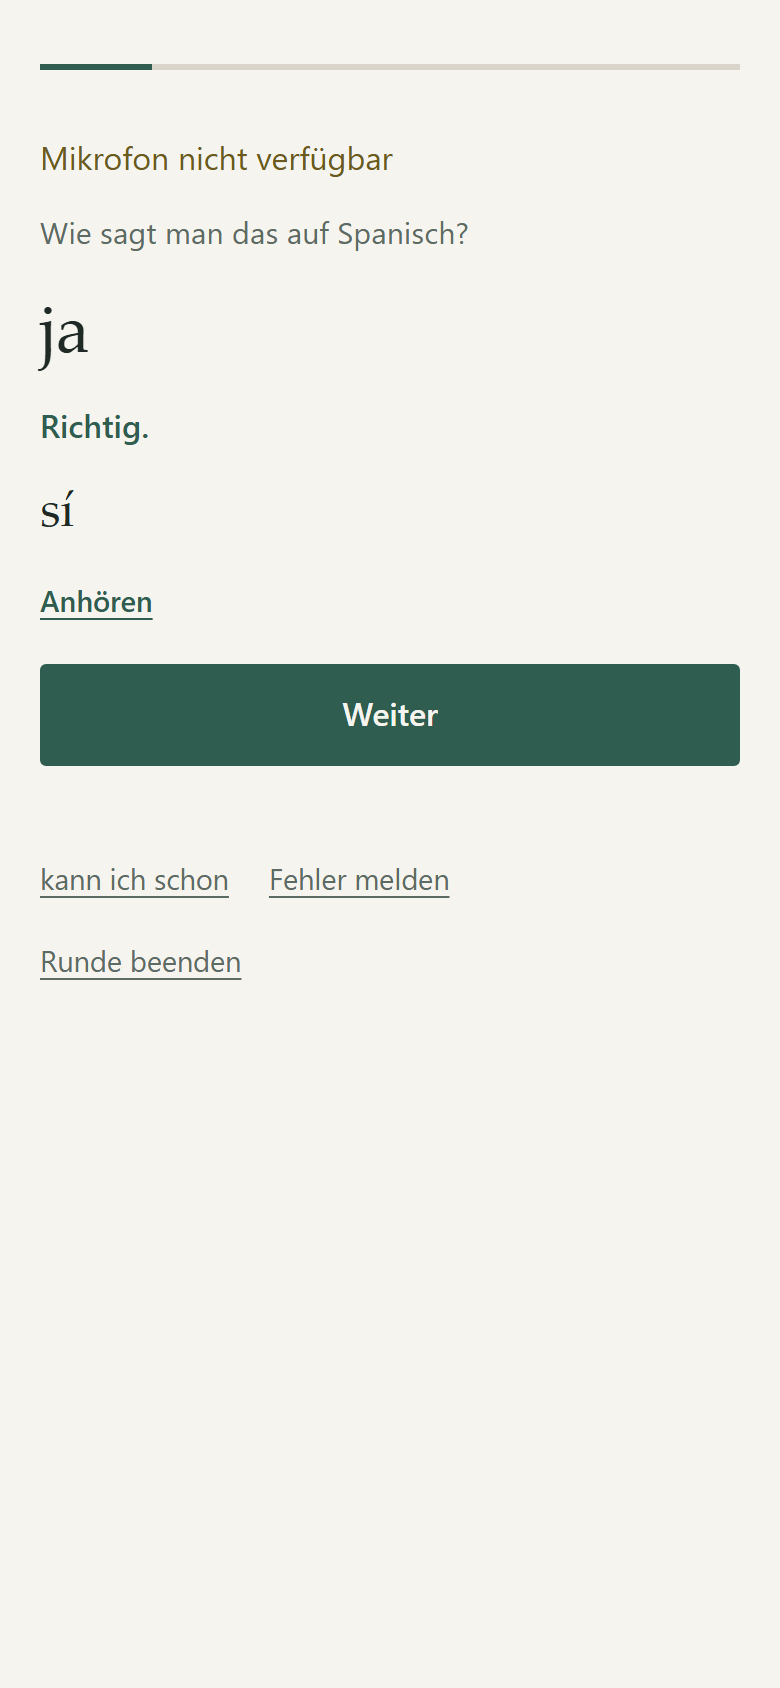 Mikrofon nicht verfügbar
Wie sagt man das auf Spanisch?
ja
Richtig.
sí
Anhören
Weiter
kann ich schon Fehler melden
Runde beenden